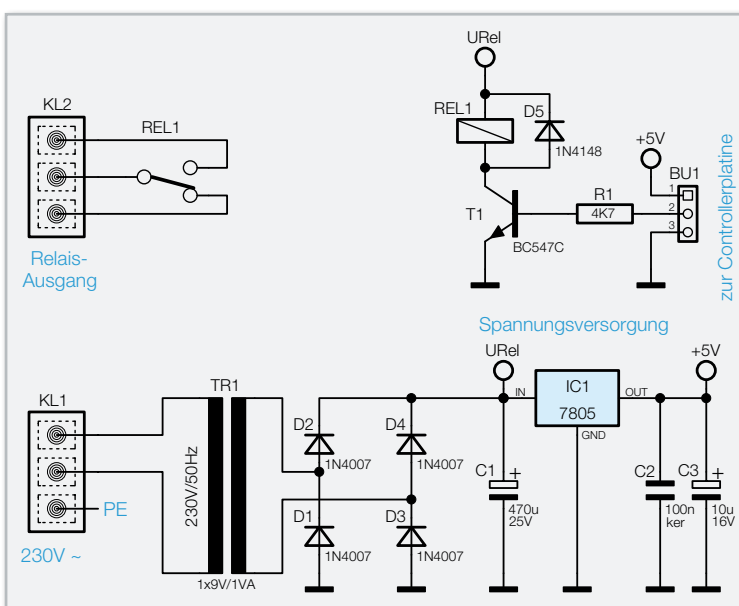 URel
KL2
REL1
REL1
D5
1N4148
+5V
BU1
R1
4K7
1
2
3
T1
BC547C
zur Controllerplatine
Relais-
Ausgang
Spannungsversorgung
URel
+5V
KL1
TR1
IN
IC1
7805
OUT
GND
D2
1N4007
D4
1N4007
230V/50Hz
C1
+
470u
25V
C2
100n
ker
C3
+
10u
16V
PE
D1
1N4007
D3
1N4007
230V ~
1x9V/1VA